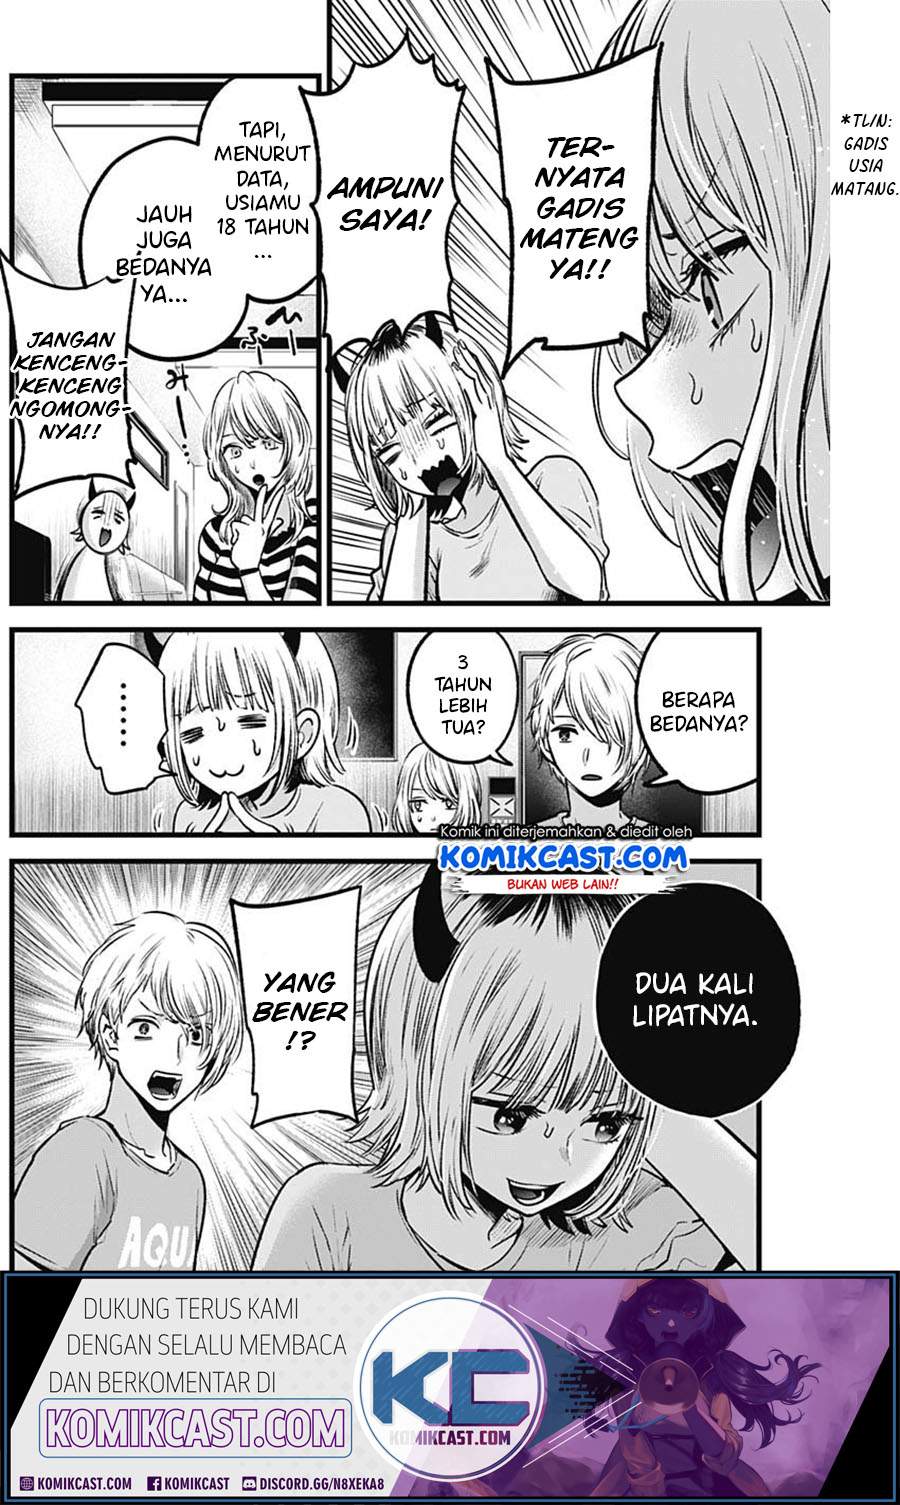 TER-
NYATA
GADIS
MATENG
YA!!
*TL/N:
GADIS
USIA
MATANG.
AMPUNI
SAYA!
TAPI,
MENURUT
DATA,
USIAMU
18 TAHUN
...
JAUH
JUGA
BEDANYA
YA...
JANGAN
KENCENG-
KENCENG
NGOMONG-
NYA!!
BERAPA
BEDANYA?
3
TAHUN
LEBIH
TUA?
......
Komik ini diterjemahkan & diedit oleh
KOMIKCAST.COM
BUKAN WEB LAIN!!
DUA KALI
LIPATNYA.
YANG
BENER
!?
AQUA
DUKUNG TERUS KAMI
DENGAN SELALU MEMBACA
DAN BERKOMENTAR DI
KOMIKCAST.COM
KC
KOMIKCAST.COM
KOMIKCAST.COM KOMIKCAST DISCORD.GG/N8XEKA8